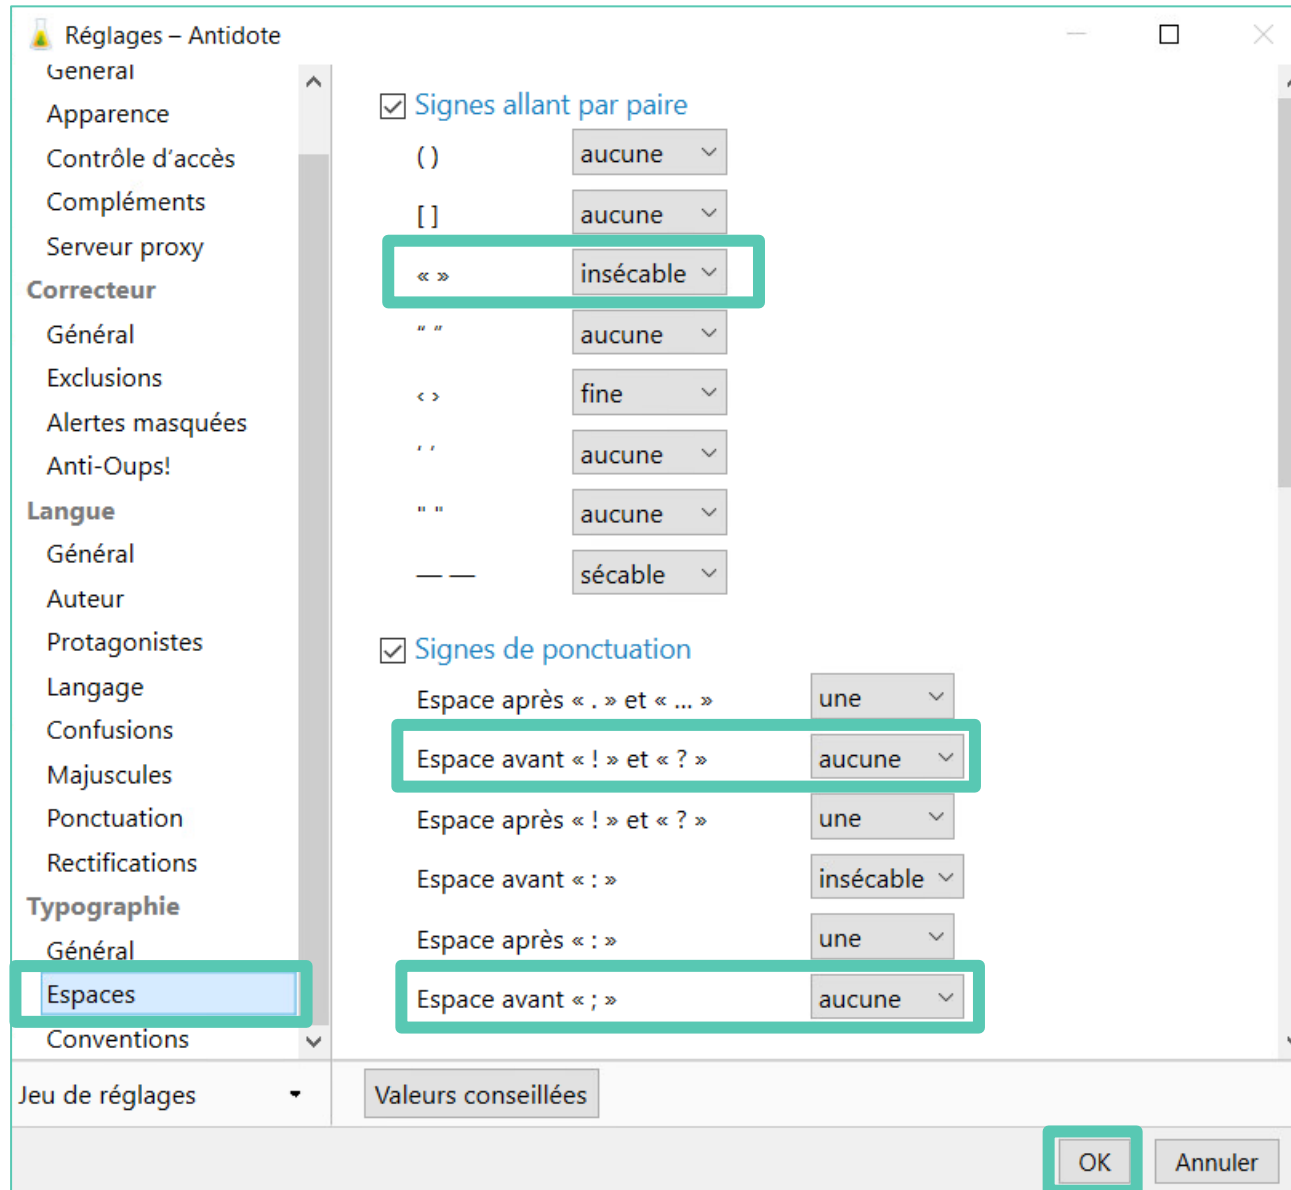 Réglages – Antidote
Général
Apparence
Contrôle d’accès
Compléments
Serveur proxy
Correcteur
Général
Exclusions
Alertes masquées
Anti-Oups!
Langue
Général
Auteur
Protagonistes
Langage
Confusions
Majuscules
Ponctuation
Rectifications
Typographie
Général
Espaces
Conventions
Jeu de réglages
Signes allant par paire
( ) aucune
[ ] aucune
« » insécable
“ ” aucune
‹ › fine
‘ ’ aucune
" " aucune
— — sécable
Signes de ponctuation
Espace après « . » et « ... » une
Espace avant « ! » et « ? » aucune
Espace après « ! » et « ? » une
Espace avant « : » insécable
Espace après « : » une
Espace avant « ; » aucune
Valeurs conseillées
OK Annuler